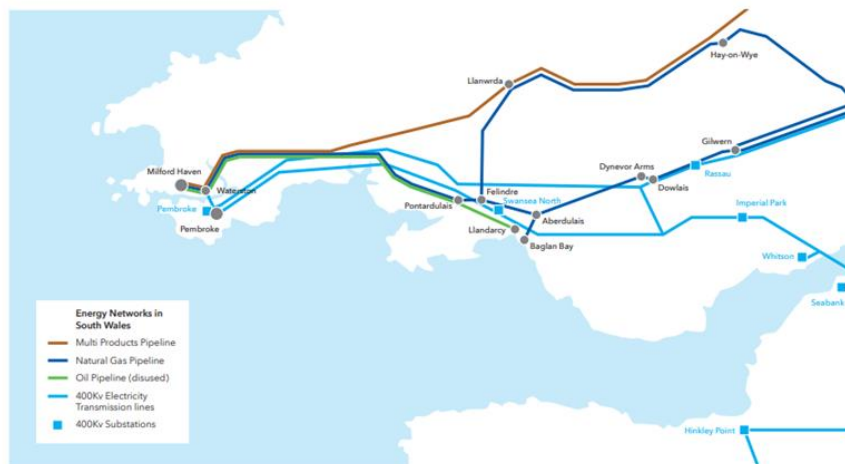 Hay-on-Wye
Llanwrda
Gilwern
Milford Haven
Dynevor Arms
Rassau
Waterston
Dowlais
Felindre
Pembroke
Swansea North
Pontardulais
Imperial Park
Aberdulais
Pembroke
Llandarcy
Baglan Bay
Whitson
Seabank
Energy Networks in
South Wales
Multi Products Pipeline
Natural Gas Pipeline
Oil Pipeline (disused)
400Kv Electricity
Transmission lines
400Kv Substations
Hinkley Point